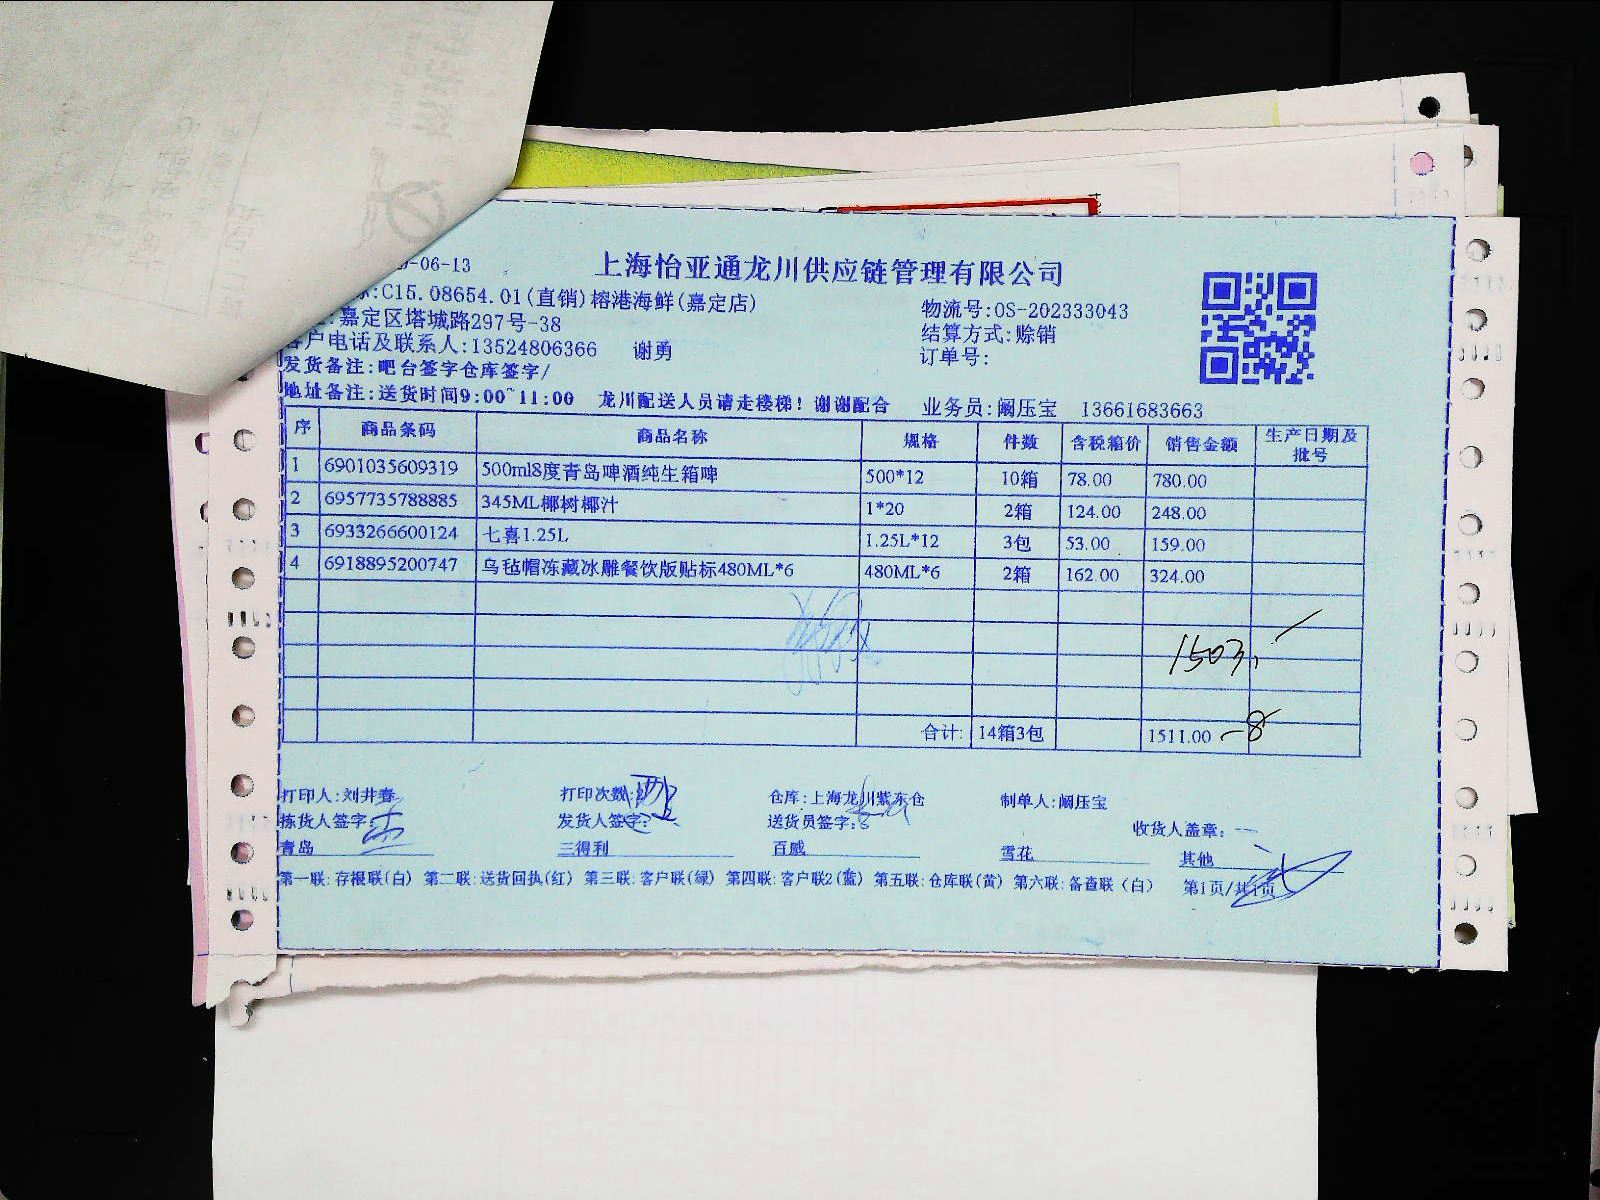 -06-13
上海怡亚通龙川供应链管理有限公司
:C15.08654.01(直销)榕港海鲜(嘉定店)
物流号:OS-202333043
嘉定区塔城路297号-38
结算方式:赊销
客户电话及联系人:13524806366 谢勇
订单号:
发货备注:吧台签字仓库签字/
地址备注:送货时间9:00~11:00 龙川配送人员请走楼梯!谢谢配合 业务员:阚压宝 13661683663
序 商品条码 商品名称 规格 件数 含税箱价 销售金额 生产日期及批号
1 6901035609319 500ml8度青岛啤酒纯生箱啤 500*12 10箱 78.00 780.00
2 6957735788885 345ML椰树椰汁 1*20 2箱 124.00 248.00
3 6933266600124 七喜1.25L 1.25L*12 3包 53.00 159.00
4 6918895200747 乌毡帽冻藏冰雕餐饮版贴标480ML*6 480ML*6 2箱 162.00 324.00
1503.
合计: 14箱3包 1511.00 -8
打印人:刘井春 打印次数: 仓库:上海龙川紫东仓 制单人:阚压宝
拣货人签字: 发货人签字: 送货员签字: 收货人盖章:
青岛 三得利 百威 雪花 其他
第一联:存根联(白) 第二联:送货回执(红) 第三联:客户联(绿) 第四联:客户联2(蓝) 第五联:仓库联(黄) 第六联:备查联(白) 第1页/共1页